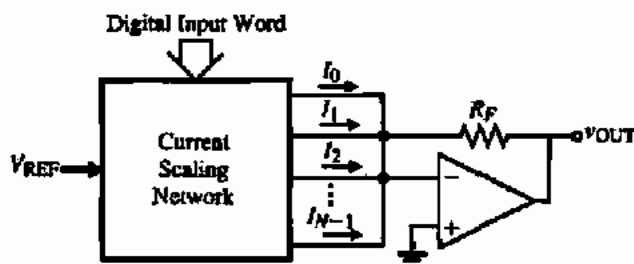 Digital Input Word
I0
I1
I2
IN−1
VREF
Current
Scaling
Network
RF
vOUT
−
+